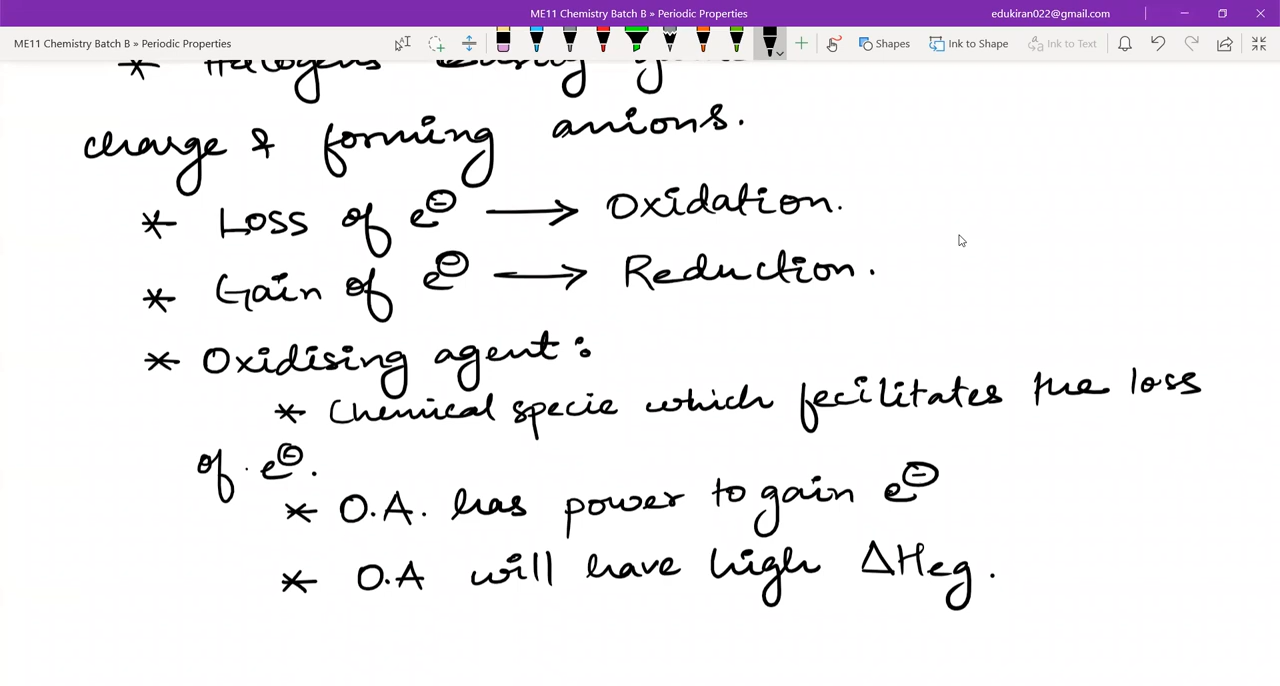 ME11 Chemistry Batch B » Periodic Properties
edukiran022@gmail.com
ME11 Chemistry Batch B » Periodic Properties
Shapes
Ink to Shape
Ink to Text
* Halogens easily
charge & forming anions.
* Loss of e⊖ ⟶ Oxidation.
* Gain of e⊖ ⟶ Reduction.
* Oxidising agent :
* Chemical specie which fecilitates the loss
of e⊖.
* O.A. has power to gain e⊖
* O.A will have high ΔHeg.